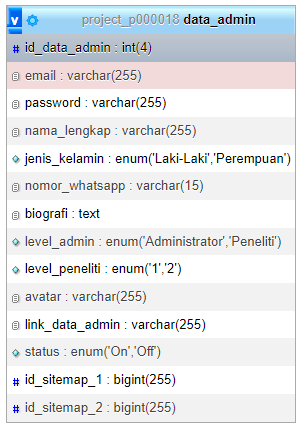 v project_p000018 data_admin
# id_data_admin : int(4)
email : varchar(255)
password : varchar(255)
nama_lengkap : varchar(255)
jenis_kelamin : enum('Laki-Laki','Perempuan')
nomor_whatsapp : varchar(15)
biografi : text
level_admin : enum('Administrator','Peneliti')
level_peneliti : enum('1','2')
avatar : varchar(255)
link_data_admin : varchar(255)
status : enum('On','Off')
# id_sitemap_1 : bigint(255)
# id_sitemap_2 : bigint(255)